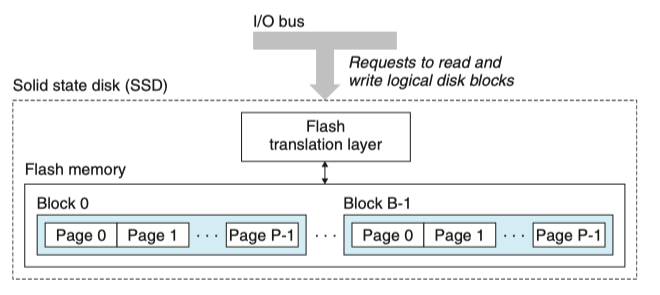 I/O bus
Requests to read and
write logical disk blocks
Solid state disk (SSD)
Flash
translation layer
Flash memory
Block 0
Block B-1
Page 0 Page 1 · · · Page P-1 · · · Page 0 Page 1 · · · Page P-1